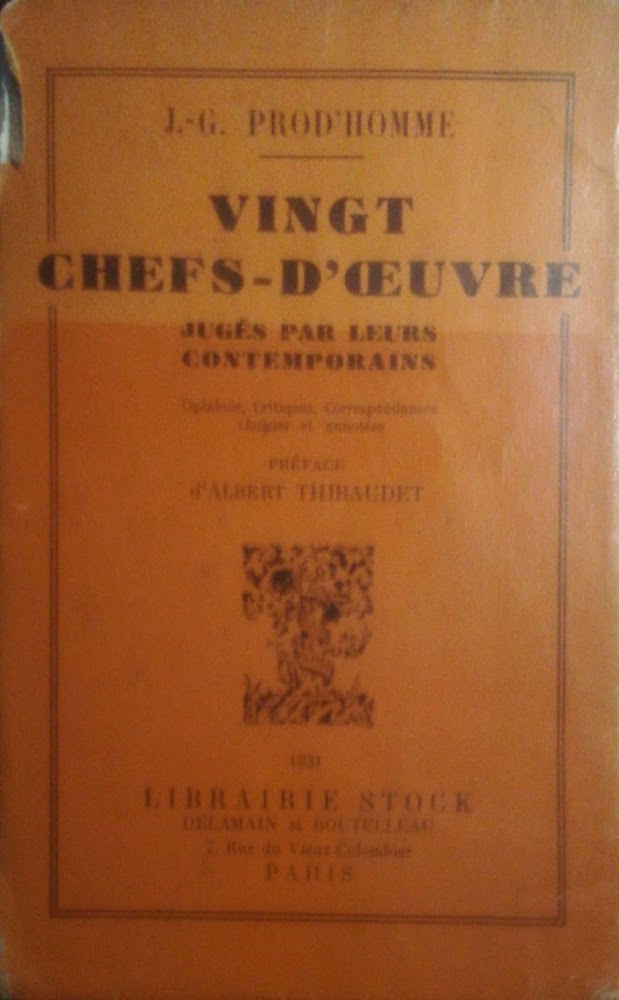 J.-G. PROD'HOMME
VINGT
CHEFS-D'ŒUVRE
JUGÉS PAR LEURS
CONTEMPORAINS
Opinions, Critiques, Correspondances
choisies et annotées
PRÉFACE
d'ALBERT THIBAUDET
1931
LIBRAIRIE STOCK
DELAMAIN et BOUTELLEAU
7, Rue du Vieux-Colombier
PARIS